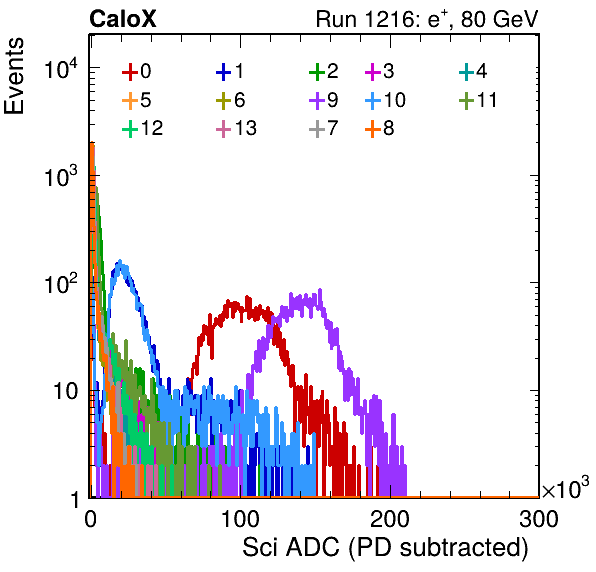 CaloX Run 1216: e⁺, 80 GeV
Events
10⁴
10³
10²
10
1
0 1 2 3 4
5 6 9 10 11
12 13 7 8
0 100 200 300
×10³
Sci ADC (PD subtracted)